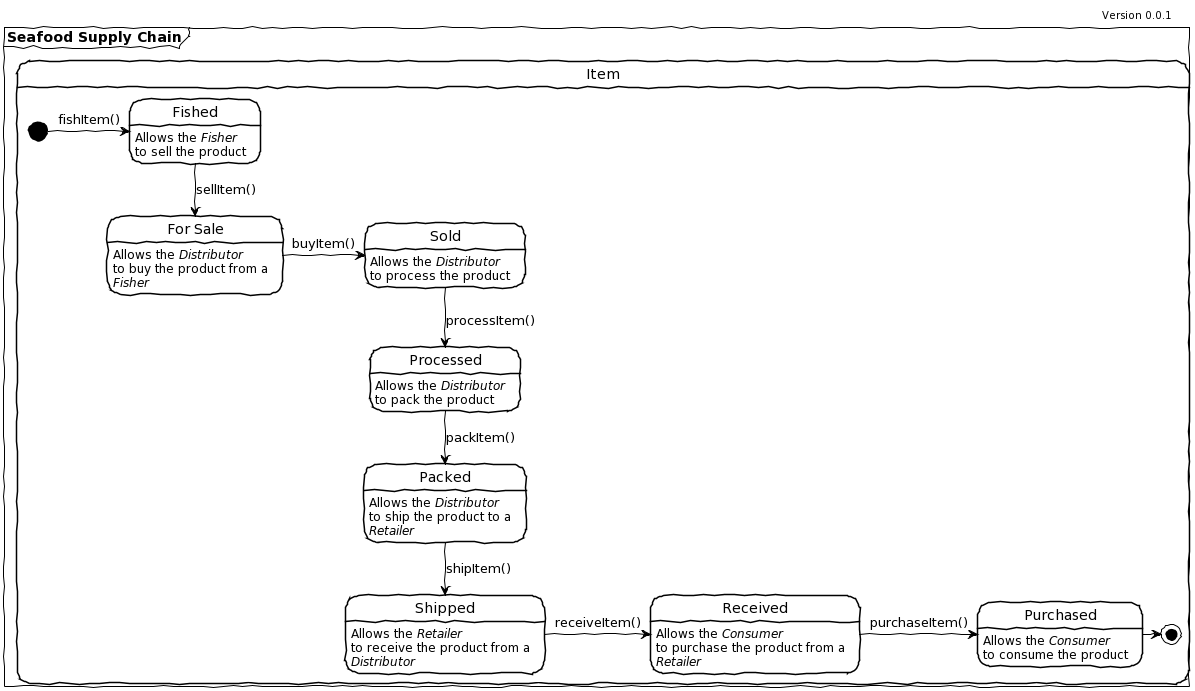 Version 0.0.1
Seafood Supply Chain
Item
fishItem()
Fished
Allows the Fisher
to sell the product
sellItem()
For Sale
Allows the Distributor
to buy the product from a
Fisher
buyItem()
Sold
Allows the Distributor
to process the product
processItem()
Processed
Allows the Distributor
to pack the product
packItem()
Packed
Allows the Distributor
to ship the product to a
Retailer
shipItem()
Shipped
Allows the Retailer
to receive the product from a
Distributor
receiveItem()
Received
Allows the Consumer
to purchase the product from a
Retailer
purchaseItem()
Purchased
Allows the Consumer
to consume the product